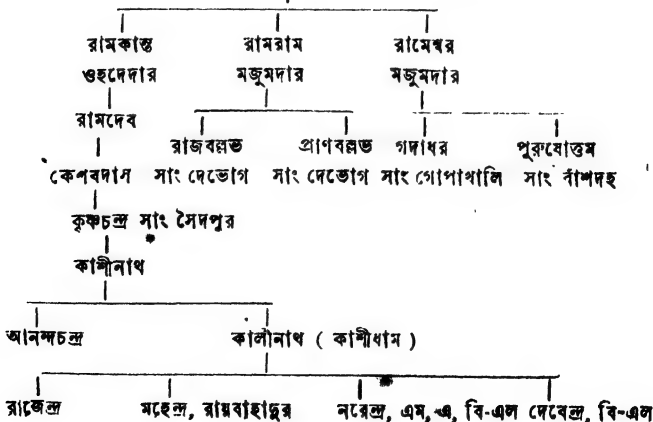 রামকান্ত রামরাম রামেশ্বর
ওহদেদার মজুমদার মজুমদার
রামদেব
রাজবল্লভ প্রাণবল্লভ গদাধর পুরুষোত্তম
কেশবদাস সাং দেভোগ সাং দেভোগ সাং গোপাখালি সাং বাঁশদহ
কৃষ্ণচন্দ্র সাং সৈদপুর
কাশীনাথ
আনন্দচন্দ্র কালীনাথ ( কাশীধাম )
রাজেন্দ্র মহেন্দ্র, রায়বাহাদুর নরেন্দ্র, এম, এ, বি-এল দেবেন্দ্র, বি-এল